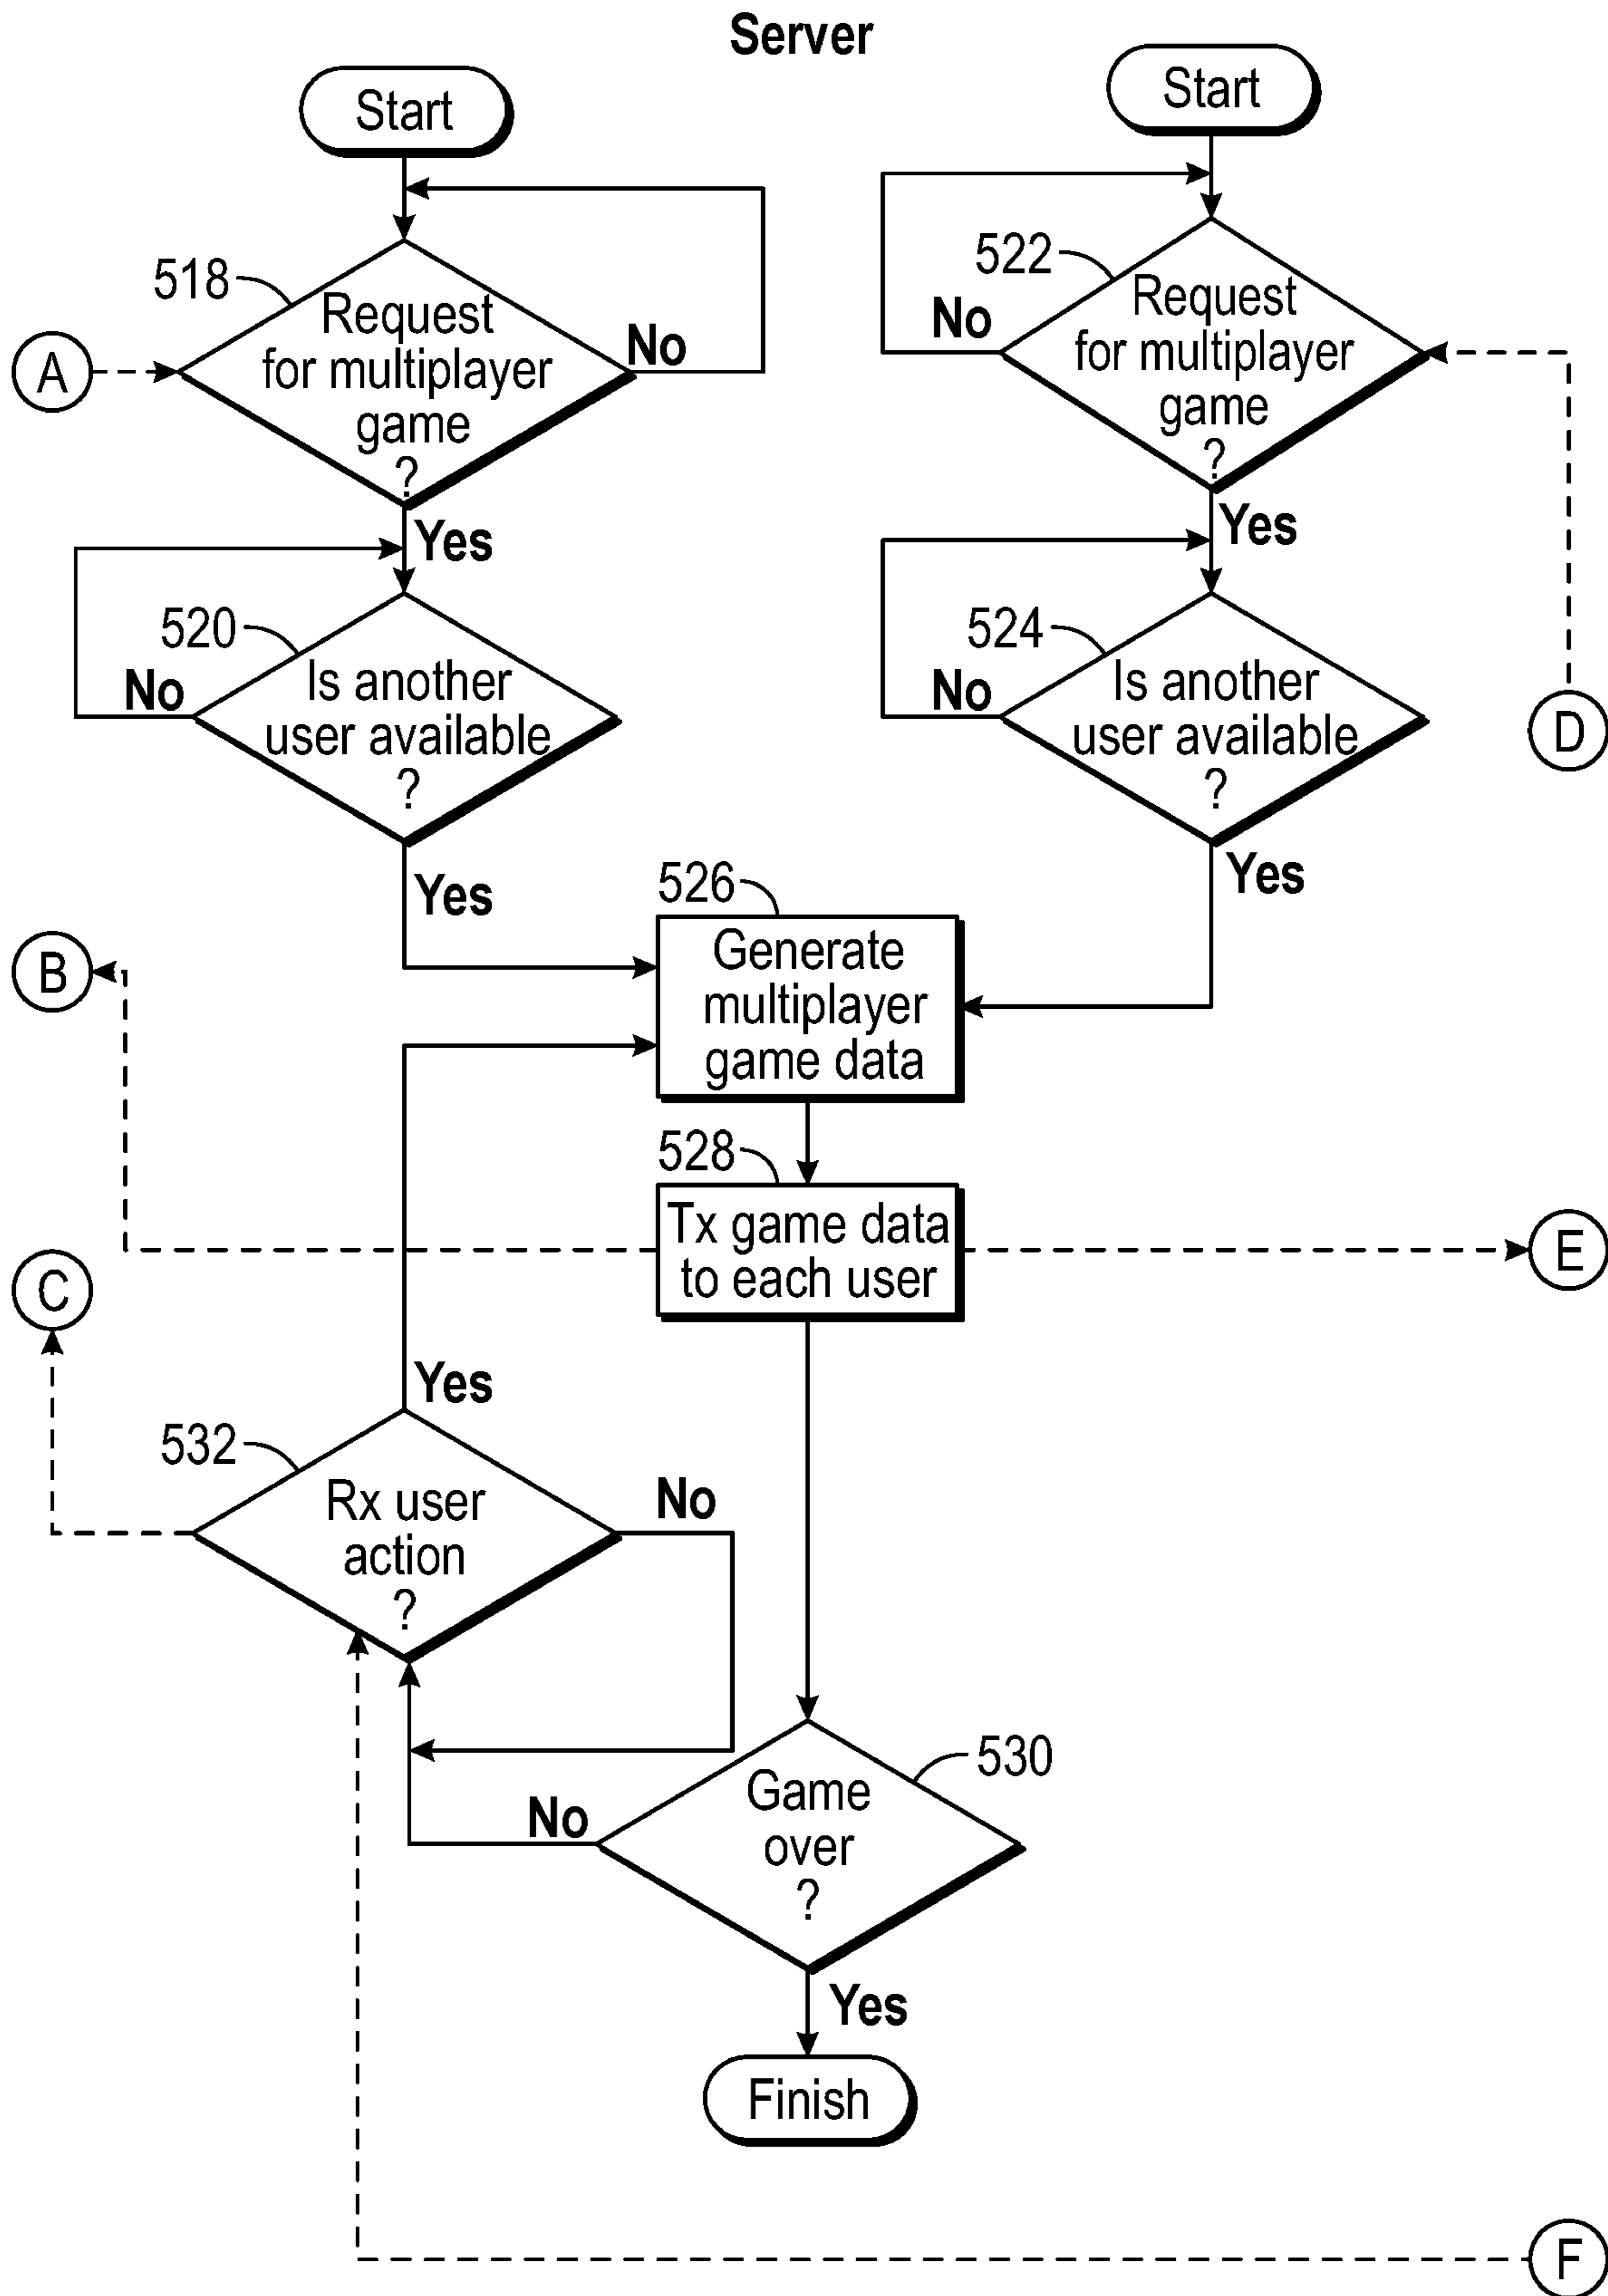 Server
Start
Start
518
Request
for multiplayer
game
?
No
A
Yes
522
Request
for multiplayer
game
?
No
Yes
520
Is another
user available
?
No
Yes
524
Is another
user available
?
No
Yes
D
526
Generate
multiplayer
game data
B
528
Tx game data
to each user
E
C
Yes
532
Rx user
action
?
No
530
Game
over
?
No
Yes
Finish
F